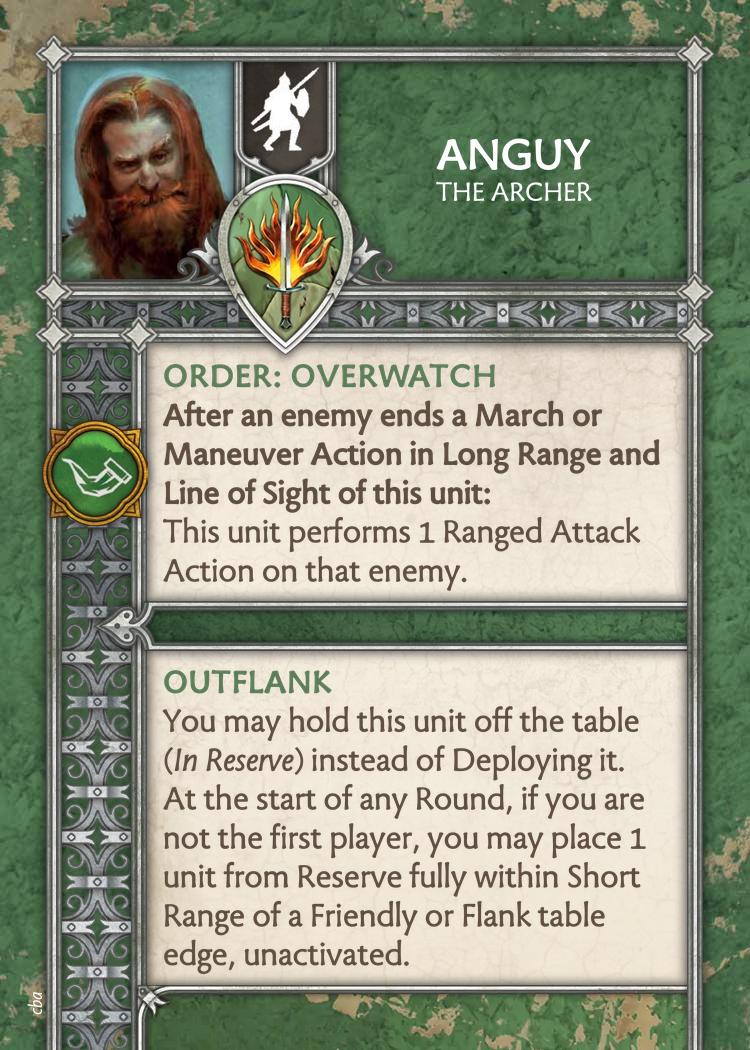 ANGUY
THE ARCHER
ORDER: OVERWATCH
After an enemy ends a March or
Maneuver Action in Long Range and
Line of Sight of this unit:
This unit performs 1 Ranged Attack
Action on that enemy.
OUTFLANK
You may hold this unit off the table
(In Reserve) instead of Deploying it.
At the start of any Round, if you are
not the first player, you may place 1
unit from Reserve fully within Short
Range of a Friendly or Flank table
edge, unactivated.
cba